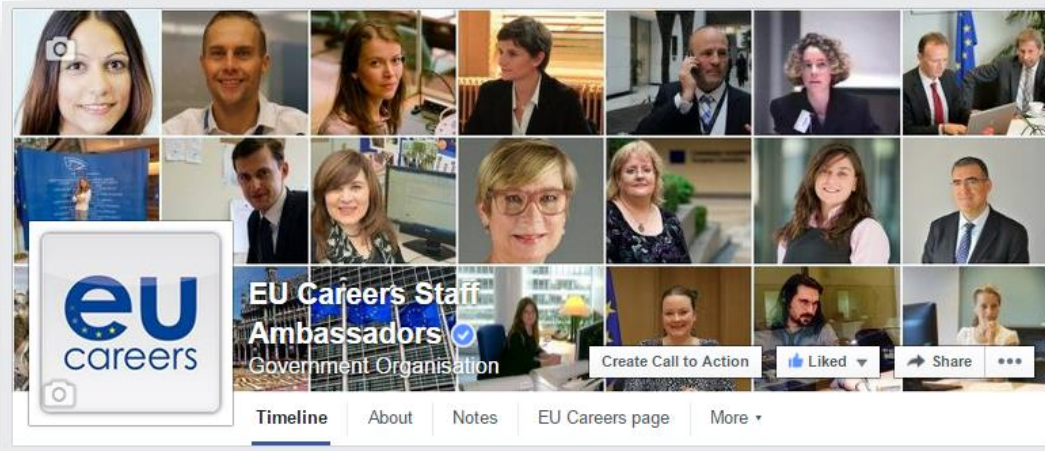 eu
careers
EU Careers Staff
Ambassadors
Government Organisation
Create Call to Action
Liked
Share
Timeline
About
Notes
EU Careers page
More